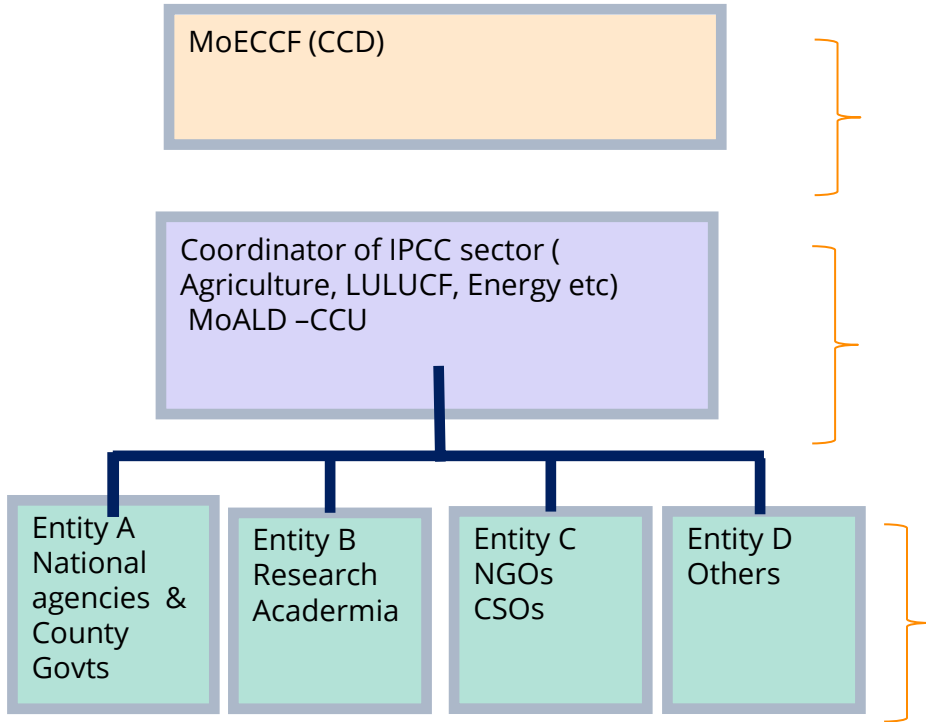 MoECCF (CCD)
Coordinator of IPCC sector (
Agriculture, LULUCF, Energy etc)
MoALD –CCU
Entity A
National
agencies &
County
Govts
Entity B
Research
Acadermia
Entity C
NGOs
CSOs
Entity D
Others